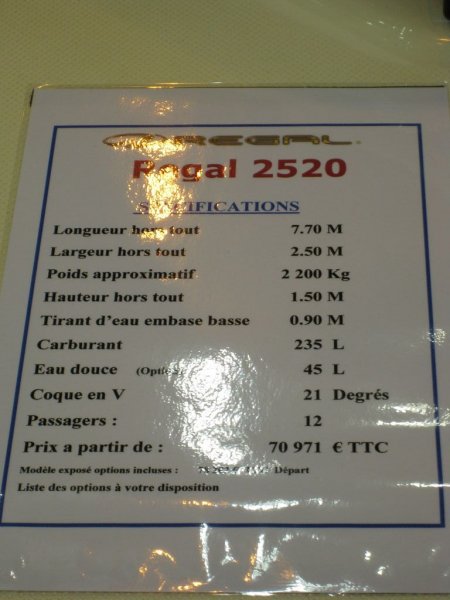 REGAL
Regal 2520
SPECIFICATIONS
Longueur hors tout 7.70 M
Largeur hors tout 2.50 M
Poids approximatif 2 200 Kg
Hauteur hors tout 1.50 M
Tirant d'eau embase basse 0.90 M
Carburant 235 L
Eau douce (Option) 45 L
Coque en V 21 Degrés
Passagers : 12
Prix a partir de : 70 971 € TTC
Modèle exposé options incluses : Départ
Liste des options à votre disposition